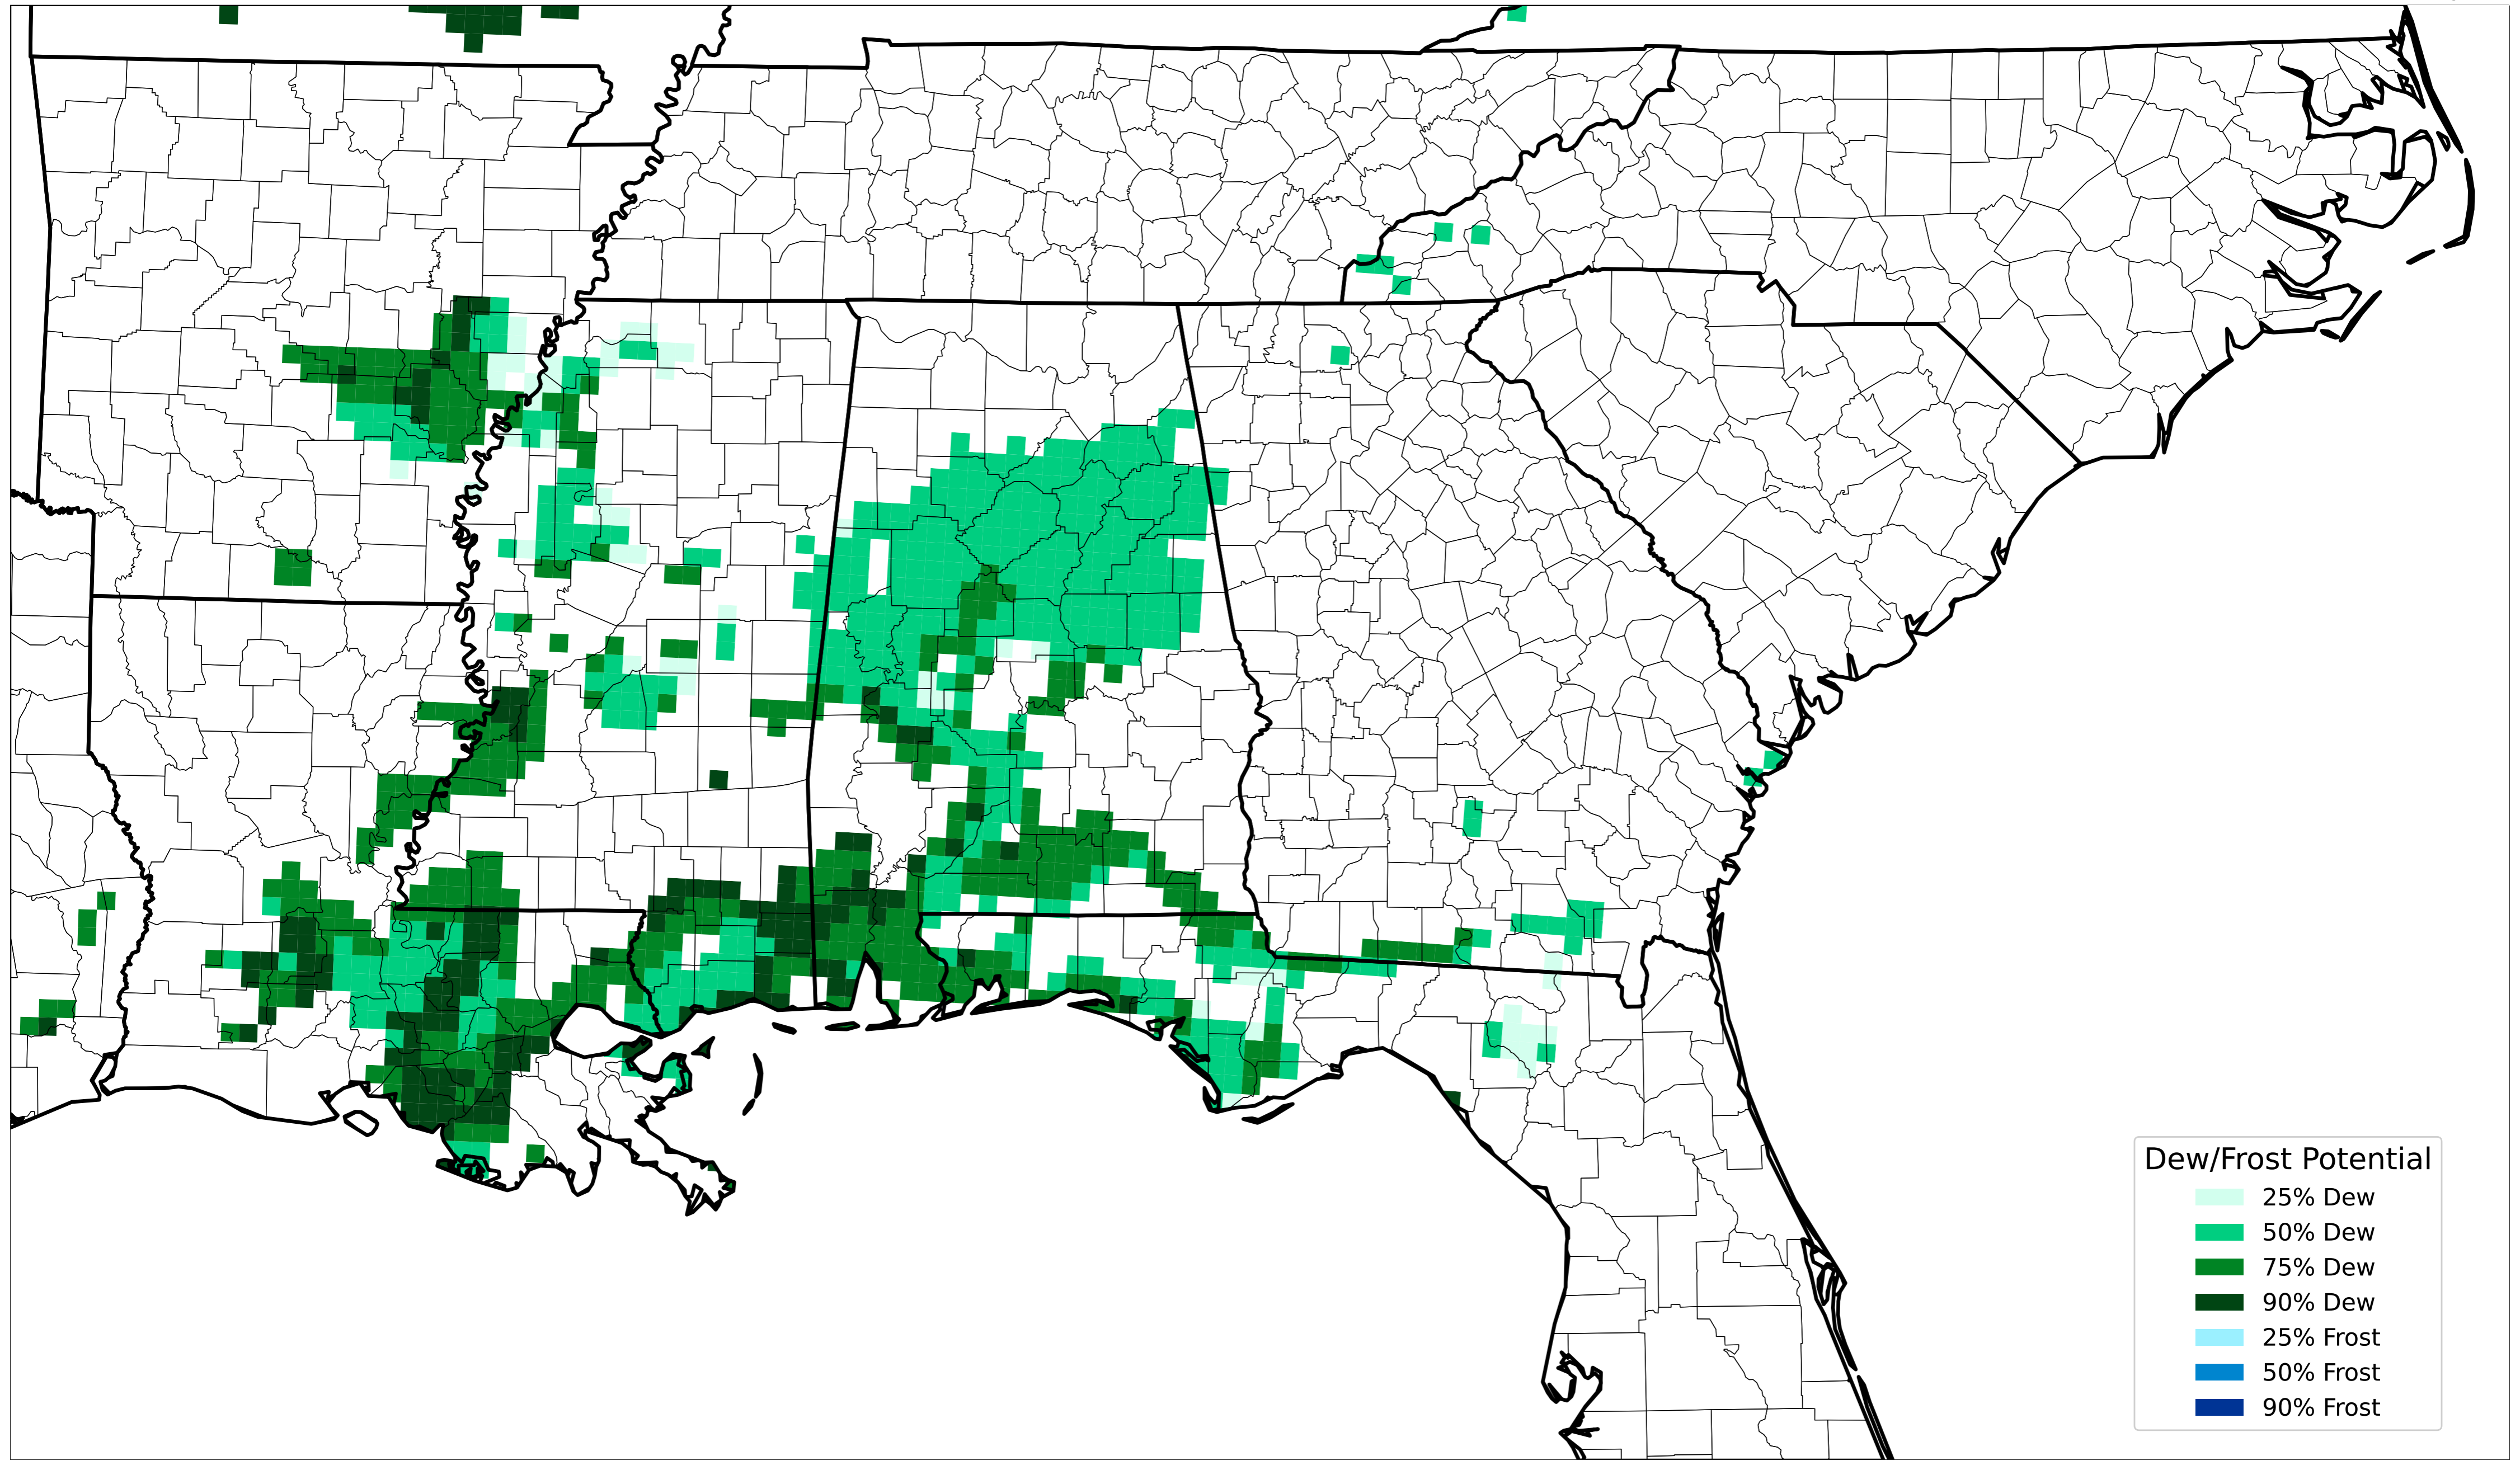 Dew/Frost Potential
25% Dew
50% Dew
75% Dew
90% Dew
25% Frost
50% Frost
90% Frost